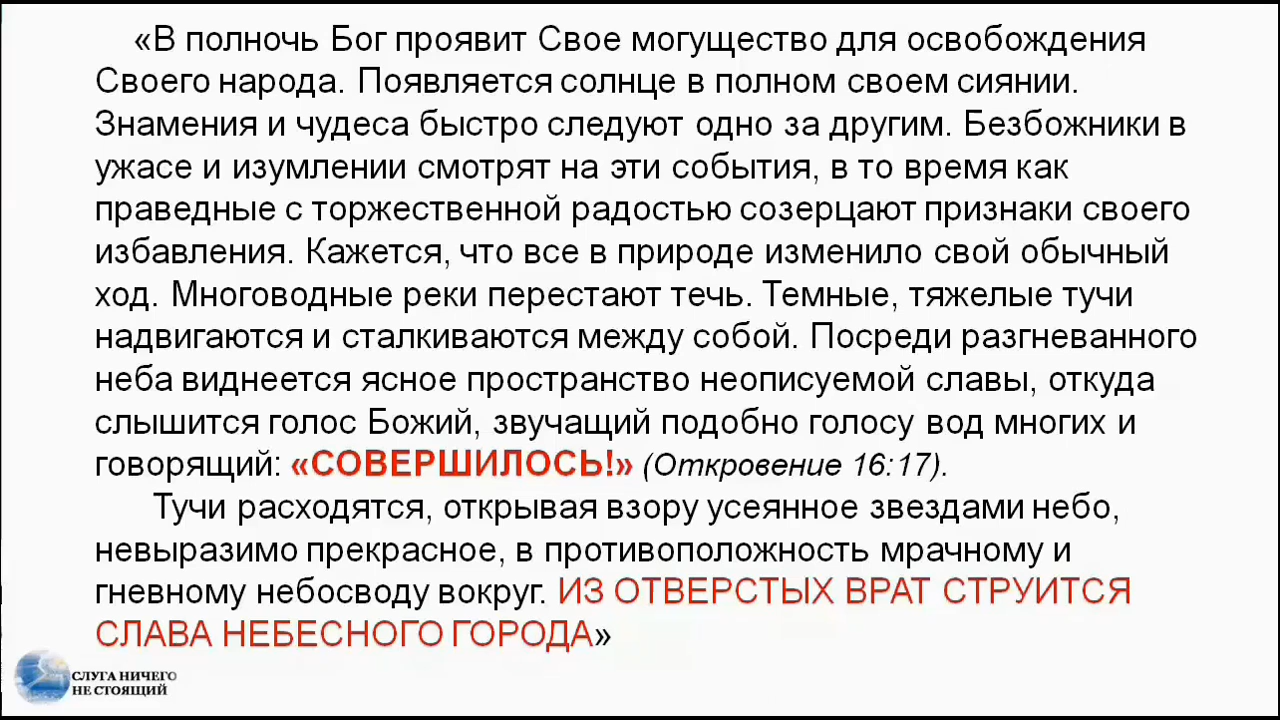 «В полночь Бог проявит Свое могущество для освобождения
Своего народа. Появляется солнце в полном своем сиянии.
Знамения и чудеса быстро следуют одно за другим. Безбожники в
ужасе и изумлении смотрят на эти события, в то время как
праведные с торжественной радостью созерцают признаки своего
избавления. Кажется, что все в природе изменило свой обычный
ход. Многоводные реки перестают течь. Темные, тяжелые тучи
надвигаются и сталкиваются между собой. Посреди разгневанного
неба виднеется ясное пространство неописуемой славы, откуда
слышится голос Божий, звучащий подобно голосу вод многих и
говорящий: «СОВЕРШИЛОСЬ!» (Откровение 16:17).
Тучи расходятся, открывая взору усеянное звездами небо,
невыразимо прекрасное, в противоположность мрачному и
гневному небосводу вокруг. ИЗ ОТВЕРСТЫХ ВРАТ СТРУИТСЯ
СЛАВА НЕБЕСНОГО ГОРОДА»
СЛУГА НИЧЕГО
НЕ СТОЯЩИЙ